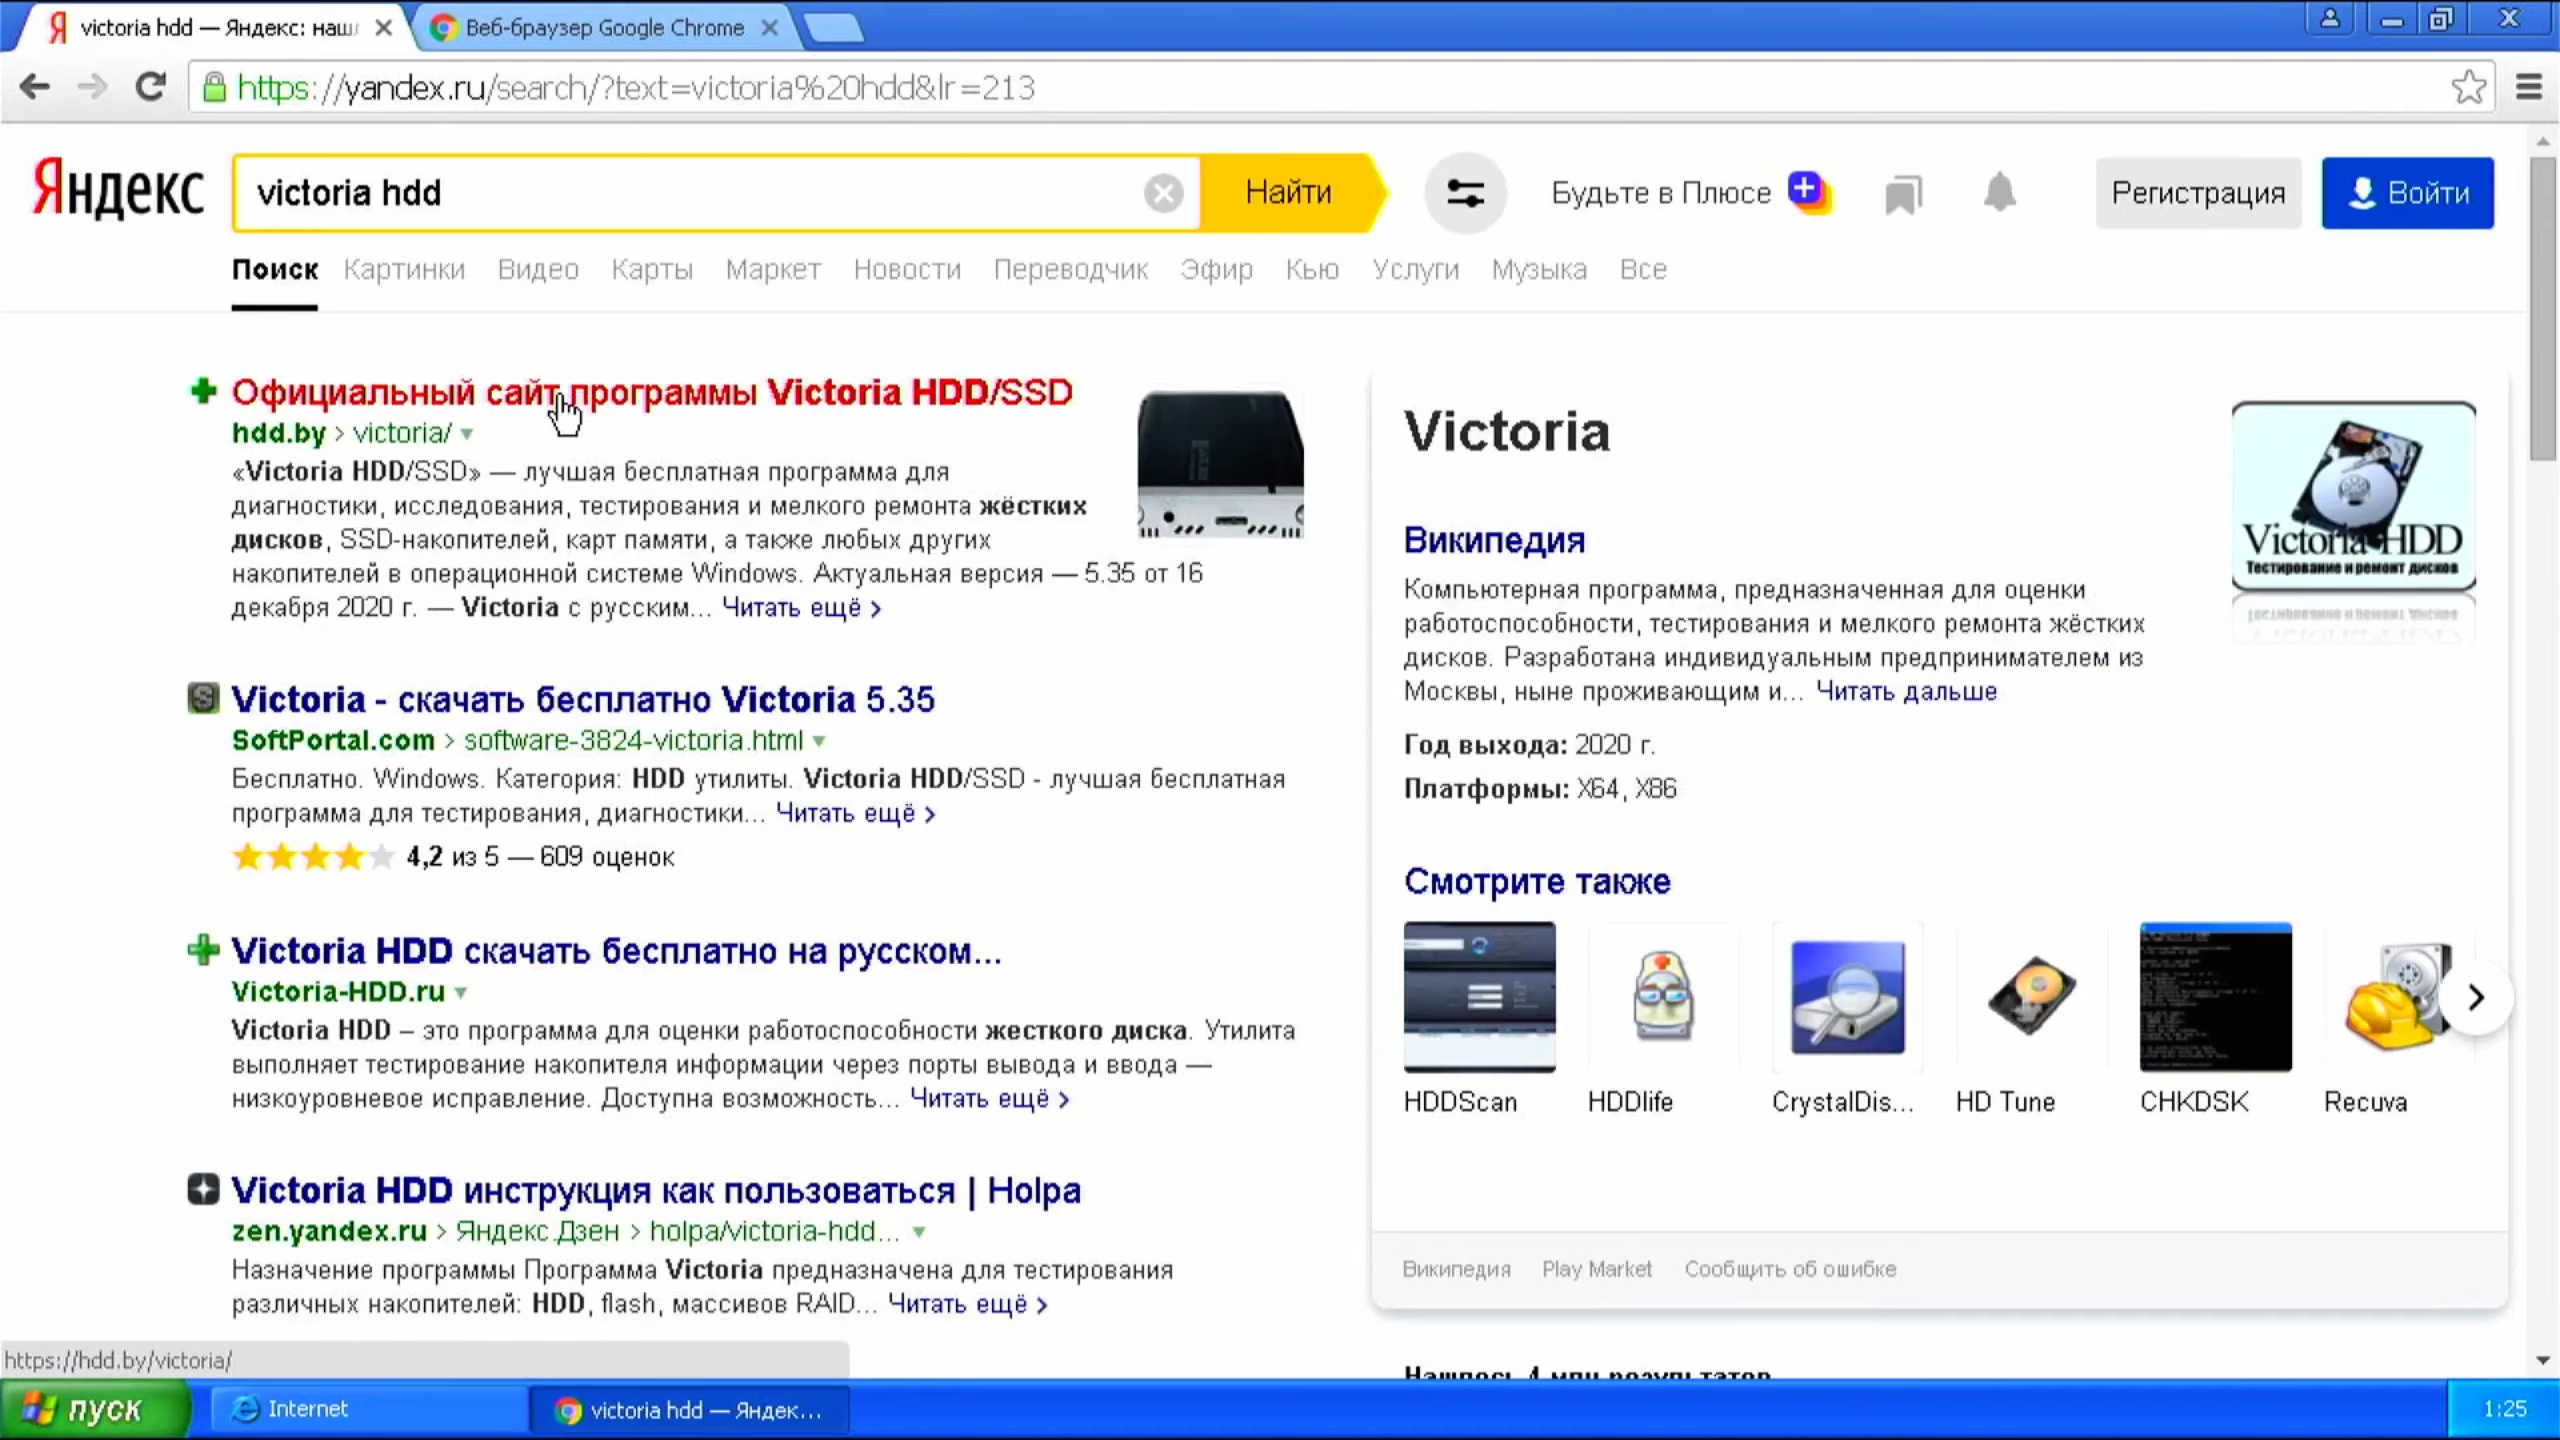 victoria hdd — Яндекс: наш
Веб-браузер Google Chrome
https://yandex.ru/search/?text=victoria%20hdd&lr=213
Яндекс
victoria hdd
Найти
Будьте в Плюсе
Регистрация
Войти
Поиск Картинки Видео Карты Маркет Новости Переводчик Эфир Кью Услуги Музыка Все
Официальный сайт программы Victoria HDD/SSD
hdd.by > victoria/
«Victoria HDD/SSD» — лучшая бесплатная программа для
диагностики, исследования, тестирования и мелкого ремонта жёстких
дисков, SSD-накопителей, карт памяти, а также любых других
накопителей в операционной системе Windows. Актуальная версия — 5.35 от 16
декабря 2020 г. — Victoria с русским... Читать ещё >
Victoria - скачать бесплатно Victoria 5.35
SoftPortal.com > software-3824-victoria.html
Бесплатно. Windows. Категория: HDD утилиты. Victoria HDD/SSD - лучшая бесплатная
программа для тестирования, диагностики... Читать ещё >
4,2 из 5 — 609 оценок
Victoria HDD скачать бесплатно на русском...
Victoria-HDD.ru
Victoria HDD – это программа для оценки работоспособности жесткого диска. Утилита
выполняет тестирование накопителя информации через порты вывода и ввода —
низкоуровневое исправление. Доступна возможность... Читать ещё >
Victoria HDD инструкция как пользоваться | Holpa
zen.yandex.ru > Яндекс.Дзен > holpa/victoria-hdd...
Назначение программы Программа Victoria предназначена для тестирования
различных накопителей: HDD, flash, массивов RAID... Читать ещё >
Victoria
Victoria HDD
Тестирование и ремонт дисков
Википедия
Компьютерная программа, предназначенная для оценки
работоспособности, тестирования и мелкого ремонта жёстких
дисков. Разработана индивидуальным предпринимателем из
Москвы, ныне проживающим и... Читать дальше
Год выхода: 2020 г.
Платформы: X64, X86
Смотрите также
HDDScan
HDDlife
CrystalDis...
HD Tune
CHKDSK
Recuva
Википедия Play Market Сообщить об ошибке
Нашлось 4 млн результатов
https://hdd.by/victoria/
пуск
Internet
victoria hdd — Яндек...
1:25